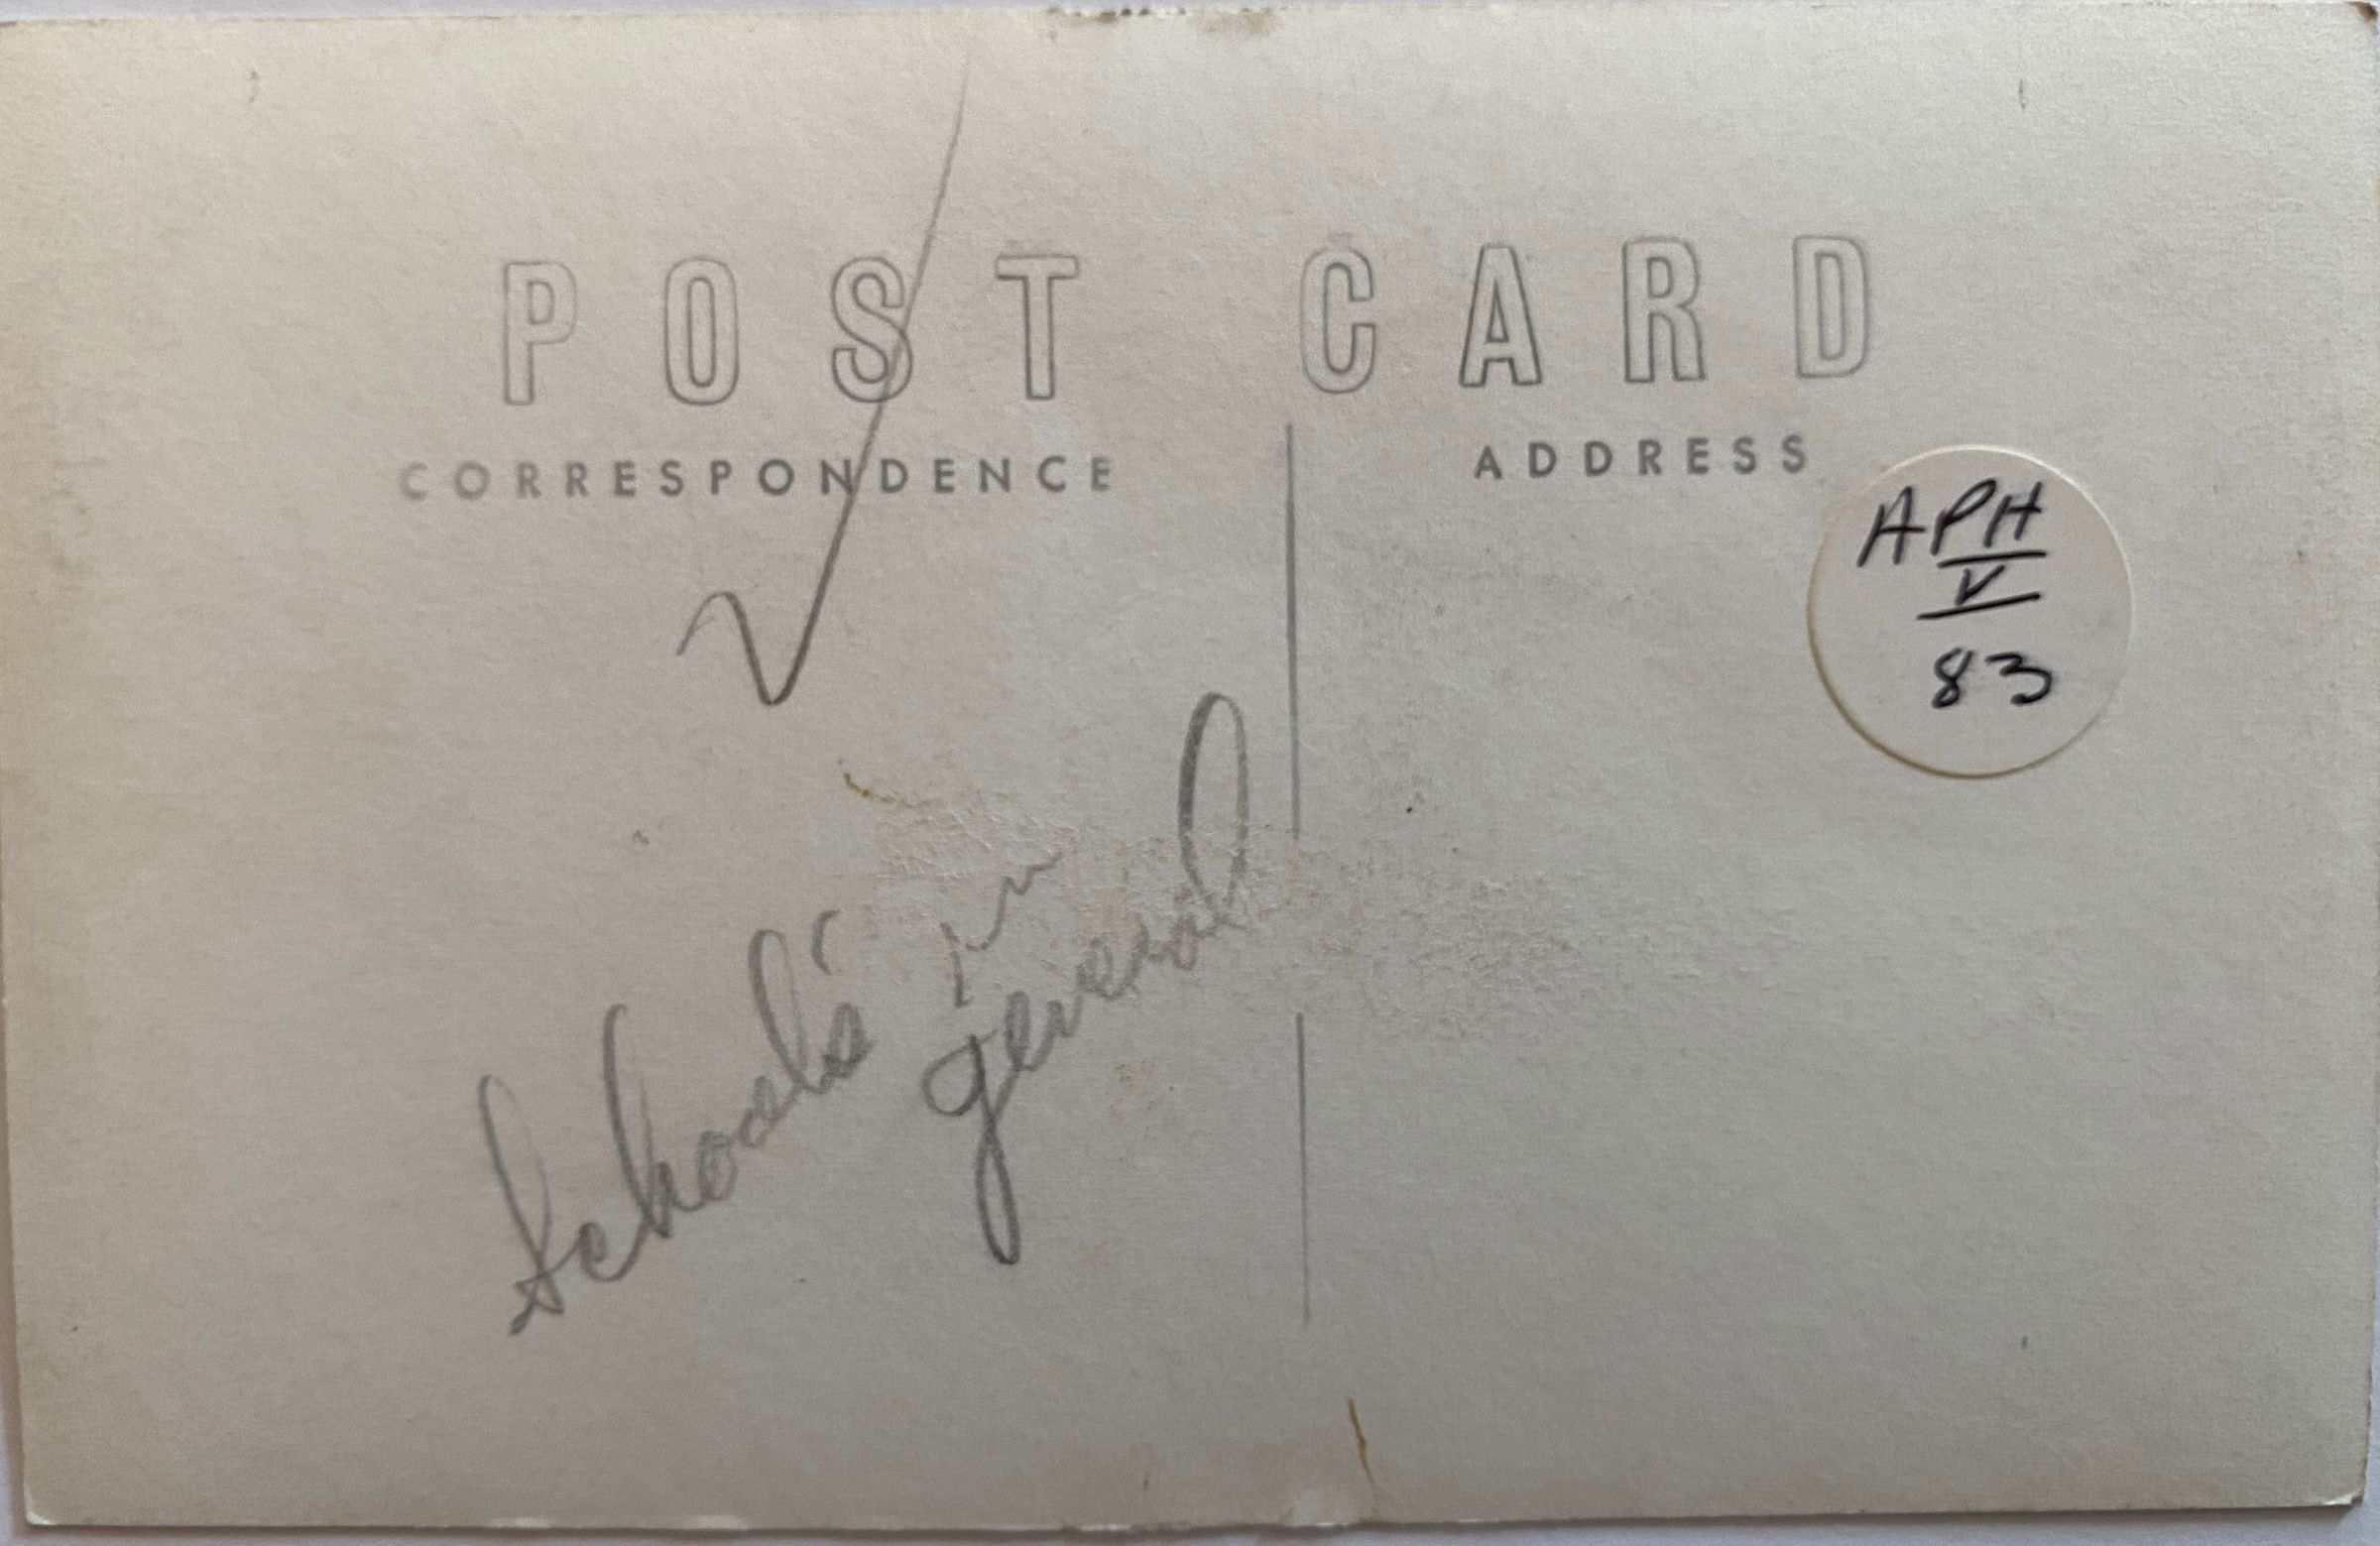 POST CARD
CORRESPONDENCE
ADDRESS
APH
V
83
Schools in
general